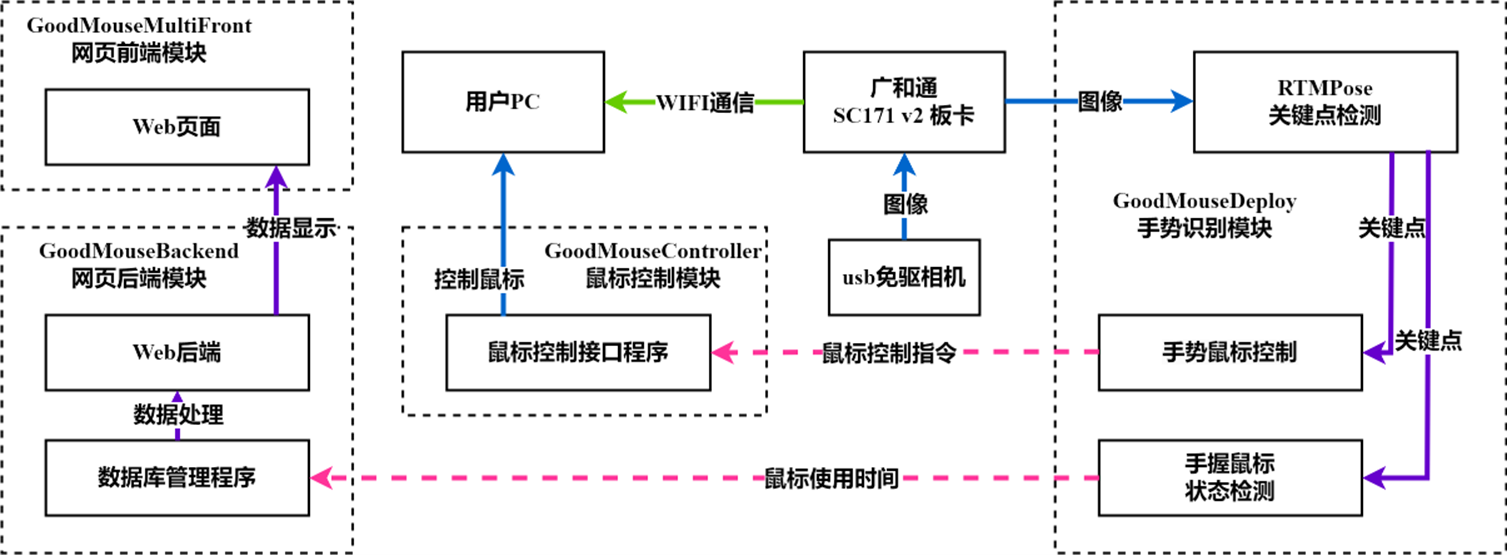 GoodMouseMultiFront
网页前端模块
Web页面
数据显示
GoodMouseBackend
网页后端模块
Web后端
数据处理
数据库管理程序
用户PC
WIFI通信
广和通
SC171 v2 板卡
图像
usb免驱相机
控制鼠标
GoodMouseController
鼠标控制模块
鼠标控制接口程序
鼠标控制指令
鼠标使用时间
图像
RTMPose
关键点检测
GoodMouseDeploy
手势识别模块
关键点
关键点
手势鼠标控制
手握鼠标
状态检测